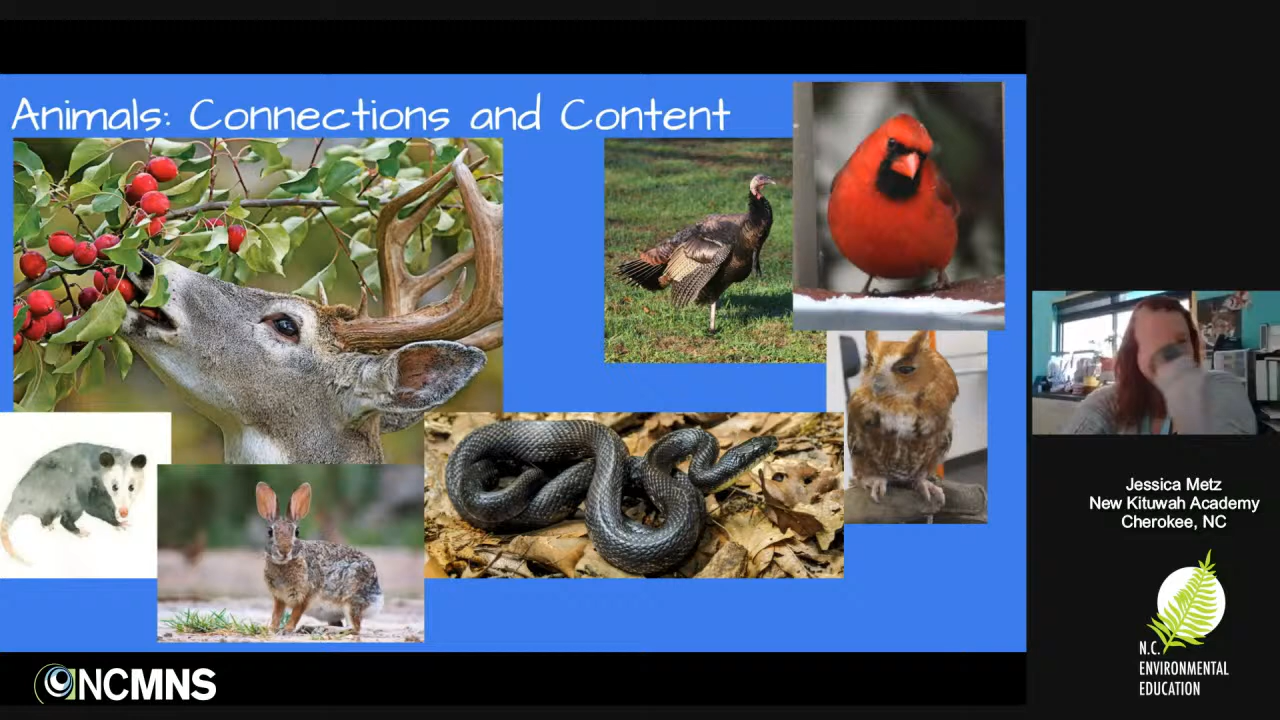 Animals: Connections and Content
Jessica Metz
New Kituwah Academy
Cherokee, NC
N.C.
ENVIRONMENTAL
EDUCATION
NCMNS